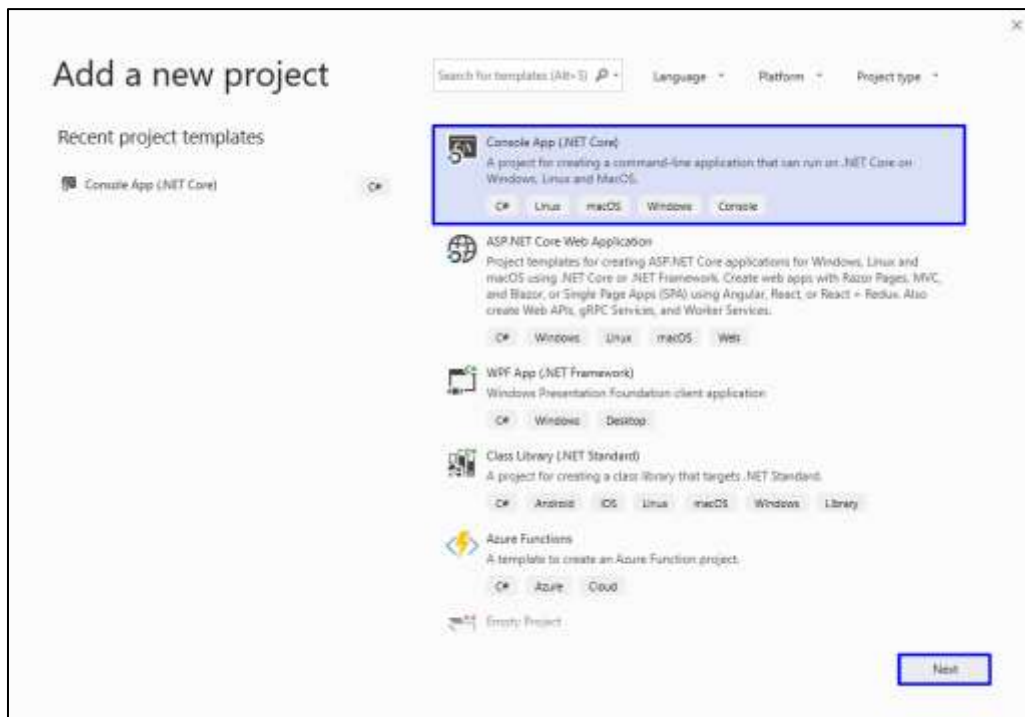 Add a new project
Search for templates (Alt+S)
Language
Platform
Project type
Recent project templates
Console App (.NET Core)
C#
Console App (.NET Core)
A project for creating a command-line application that can run on .NET Core on
Windows, Linux and MacOS.
C# Linux macOS Windows Console
ASP.NET Core Web Application
Project templates for creating ASP.NET Core applications for Windows, Linux and
macOS using .NET Core or .NET Framework. Create web apps with Razor Pages, MVC,
and Blazor, or Single Page Apps (SPA) using Angular, React, or React + Redux. Also
create Web APIs, gRPC Services, and Worker Services.
C# Windows Linux macOS Web
WPF App (.NET Framework)
Windows Presentation Foundation client application
C# Windows Desktop
Class Library (.NET Standard)
A project for creating a class library that targets .NET Standard.
C# Android iOS Linux macOS Windows Library
Azure Functions
A template to create an Azure Function project.
C# Azure Cloud
Empty Project
Next